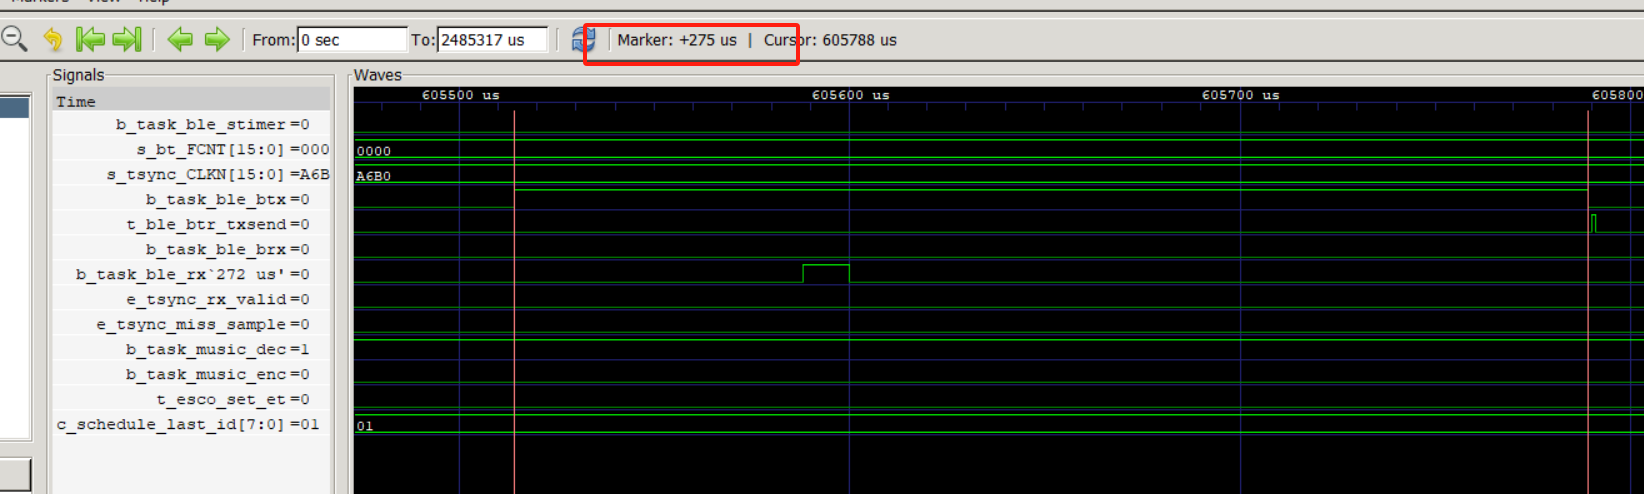 From: 0 sec To: 2485317 us Marker: +275 us | Cursor: 605788 us
Signals Waves
Time 605500 us 605600 us 605700 us 605800
b_task_ble_stimer =0
s_bt_FCNT[15:0] =000 0000
s_tsync_CLKN[15:0] =A6B A6B0
b_task_ble_btx =0
t_ble_btr_txsend =0
b_task_ble_brx =0
b_task_ble_rx`272 us' =0
e_tsync_rx_valid =0
e_tsync_miss_sample =0
b_task_music_dec =1
b_task_music_enc =0
t_esco_set_et =0
c_schedule_last_id[7:0] =01 01